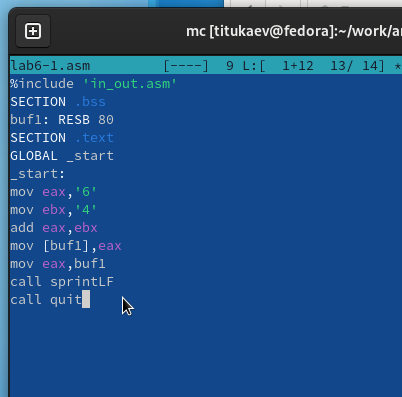 mc [titukaev@fedora]:~/work/a
lab6-1.asm [----] 9 L:[ 1+12 13/ 14] *
%include 'in_out.asm'
SECTION .bss
buf1: RESB 80
SECTION .text
GLOBAL _start
_start:
mov eax,'6'
mov ebx,'4'
add eax,ebx
mov [buf1],eax
mov eax,buf1
call sprintLF
call quit